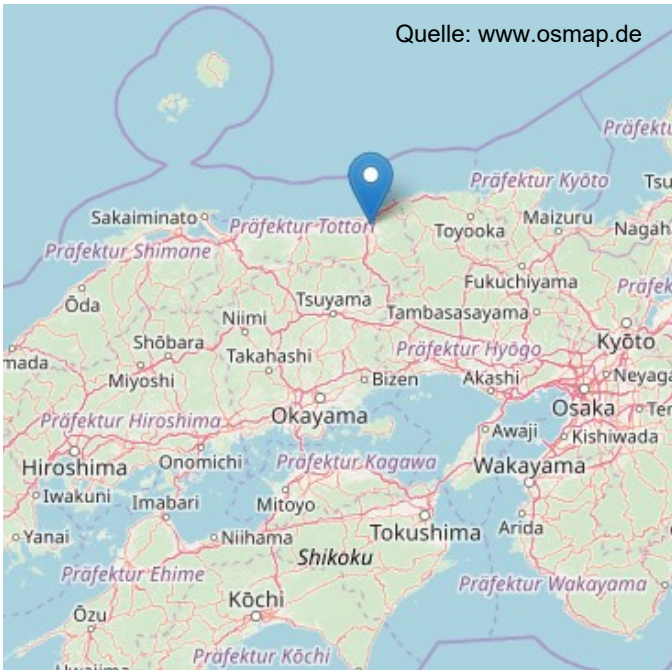 Quelle: www.osmap.de
Präfektu
Präfektur Kyōto
Tsu
Sakaiminato
Präfektur Tottori
Toyooka
Maizuru
Nagah
Präfektur Shimane
Fukuchiyama
Präfek
Ōda
Tsuyama
Tambasasayama
Niimi
Kyōto
Shōbara
Präfektur Hyōgo
mada
Takahashi
Miyoshi
Bizen
Akashi
Neyaga
Okayama
Osaka
Ter
Präfektur Hiroshima
Awaji
Kishiwada
Hiroshima
Onomichi
Präfektur Kagawa
Wakayama
Iwakuni
Imabari
Mitoyo
Arida
Yanai
Niihama
Tokushima
Shikoku
Präfektur Ehime
Präfektur Wakayama
Kōchi
Ōzu
Präfektur Kōchi
Uwajima